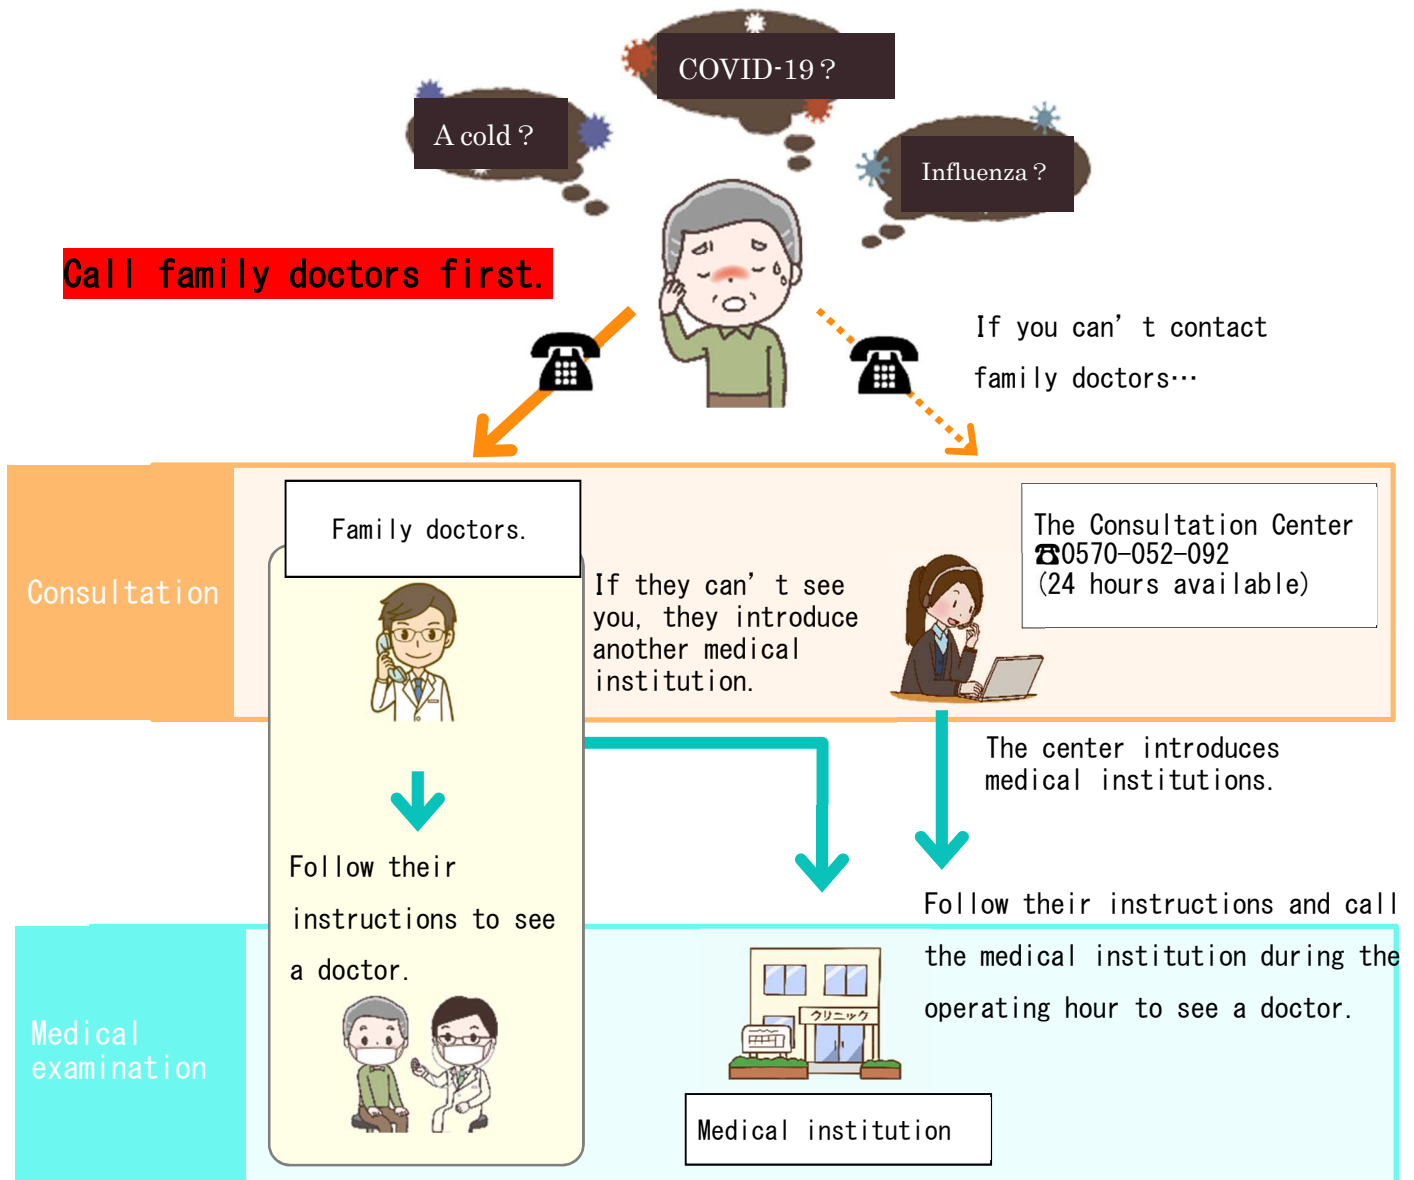 COVID-19？
A cold？
Influenza？
Call family doctors first.
If you can’t contact
family doctors…
Consultation
Family doctors.
If they can’t see
you, they introduce
another medical
institution.
The Consultation Center
☎0570-052-092
(24 hours available)
The center introduces
medical institutions.
Follow their
instructions to see
a doctor.
Follow their instructions and call
the medical institution during the
operating hour to see a doctor.
Medical
examination
クリニック
Medical institution